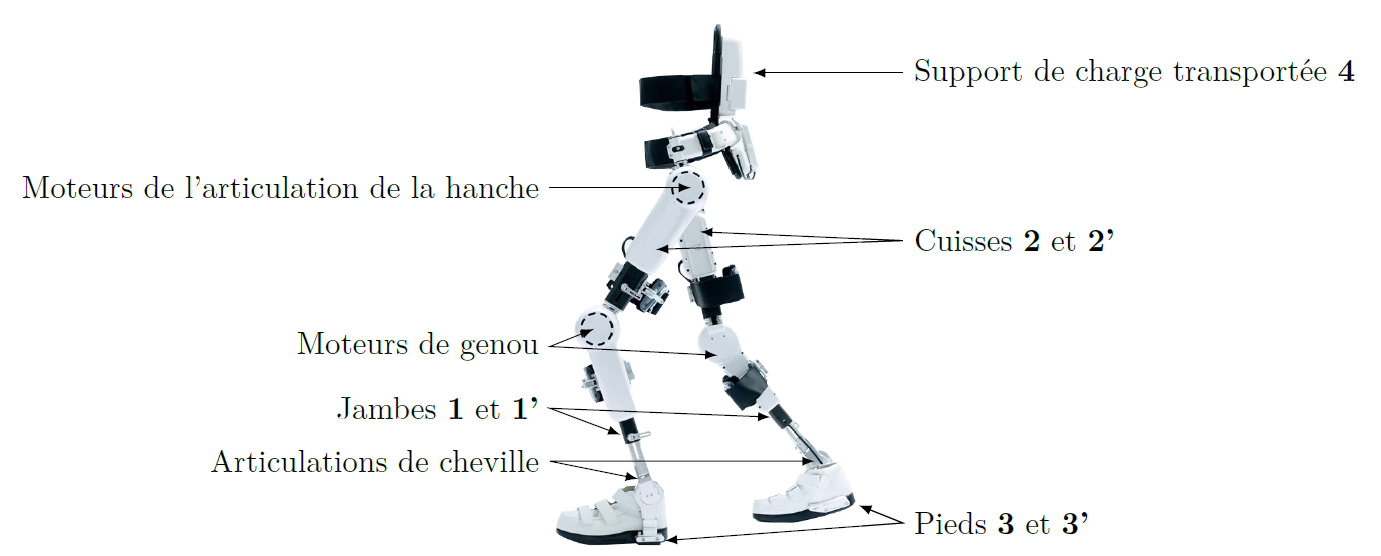 Support de charge transportée 4
Moteurs de l'articulation de la hanche
Cuisses 2 et 2'
Moteurs de genou
Jambes 1 et 1'
Articulations de cheville
Pieds 3 et 3'